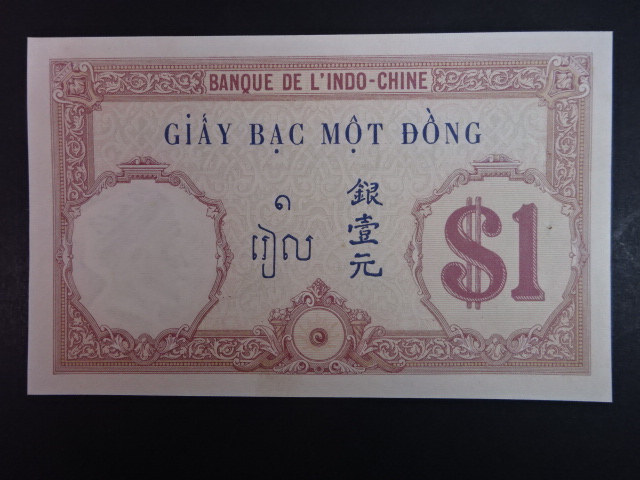 BANQUE DE L'INDO-CHINE
GIẤY BẠC MỘT ĐỒNG
១
រៀល
銀壹元
$1